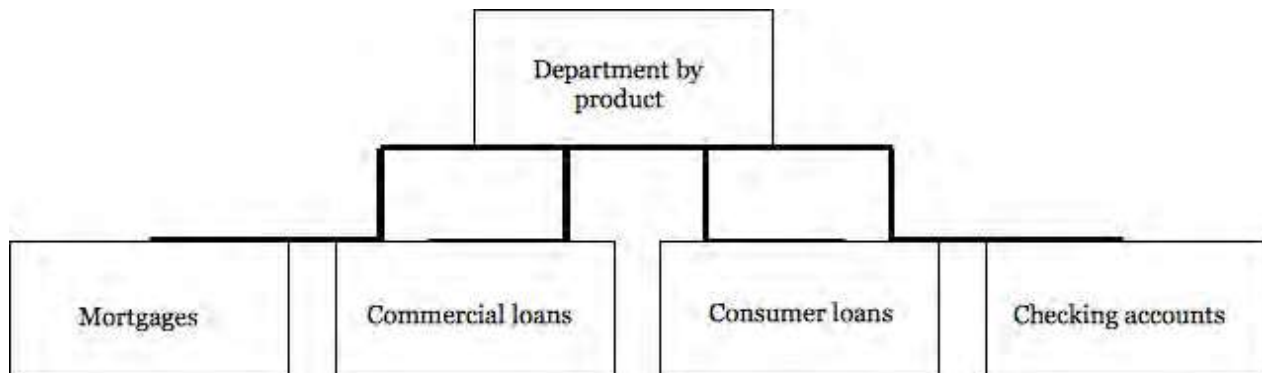 Department by
product
Mortgages
Commercial loans
Consumer loans
Checking accounts